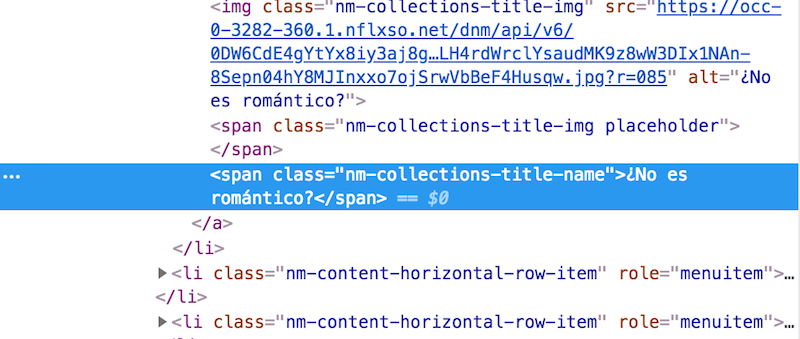 <img class="nm-collections-title-img" src="https://occ-
0-3282-360.1.nflxso.net/dnm/api/v6/
0DW6CdE4gYtYx8iy3aj8g…LH4rdWrclYsaudMK9z8wW3DIx1NAn-
8Sepn04hY8MJInxxo7ojSrwVbBeF4Husqw.jpg?r=085" alt="¿No
es romántico?">
<span class="nm-collections-title-img placeholder">
</span>
… <span class="nm-collections-title-name">¿No es
romántico?</span> == $0
</a>
</li>
<li class="nm-content-horizontal-row-item" role="menuitem">…
</li>
<li class="nm-content-horizontal-row-item" role="menuitem">…